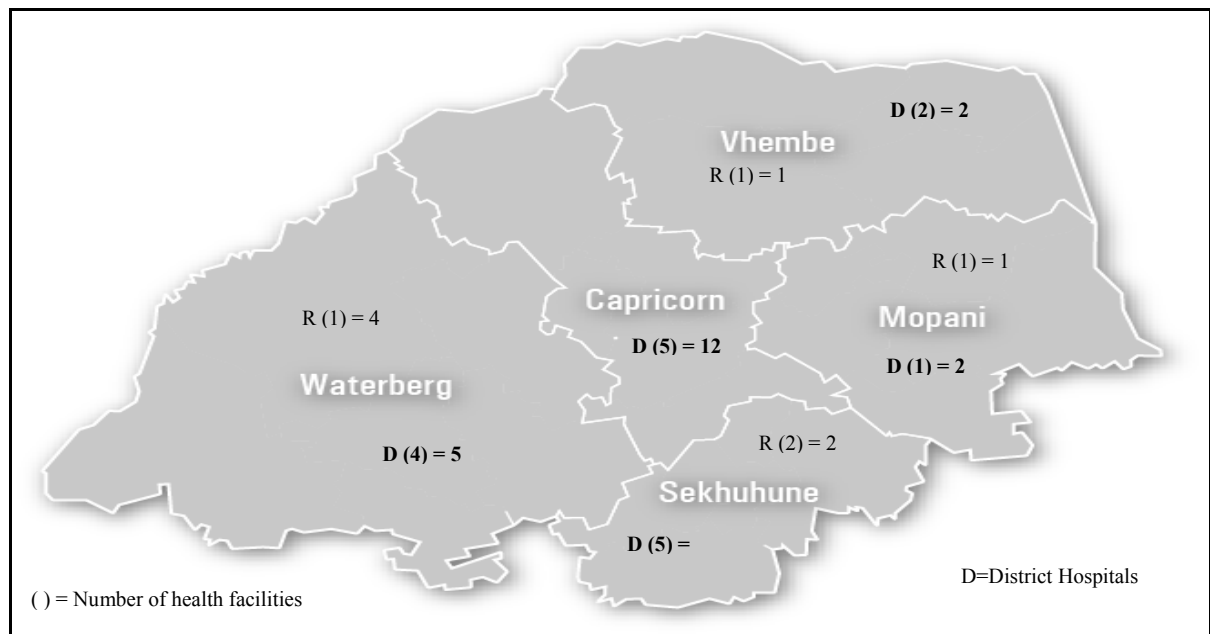 D (2) = 2
Vhembe
R (1) = 1
R (1) = 1
Capricorn
R (1) = 4
Mopani
D (5) = 12
D (1) = 2
Waterberg
R (2) = 2
D (4) = 5
Sekhuhune
D (5) =
D=District Hospitals
( ) = Number of health facilities